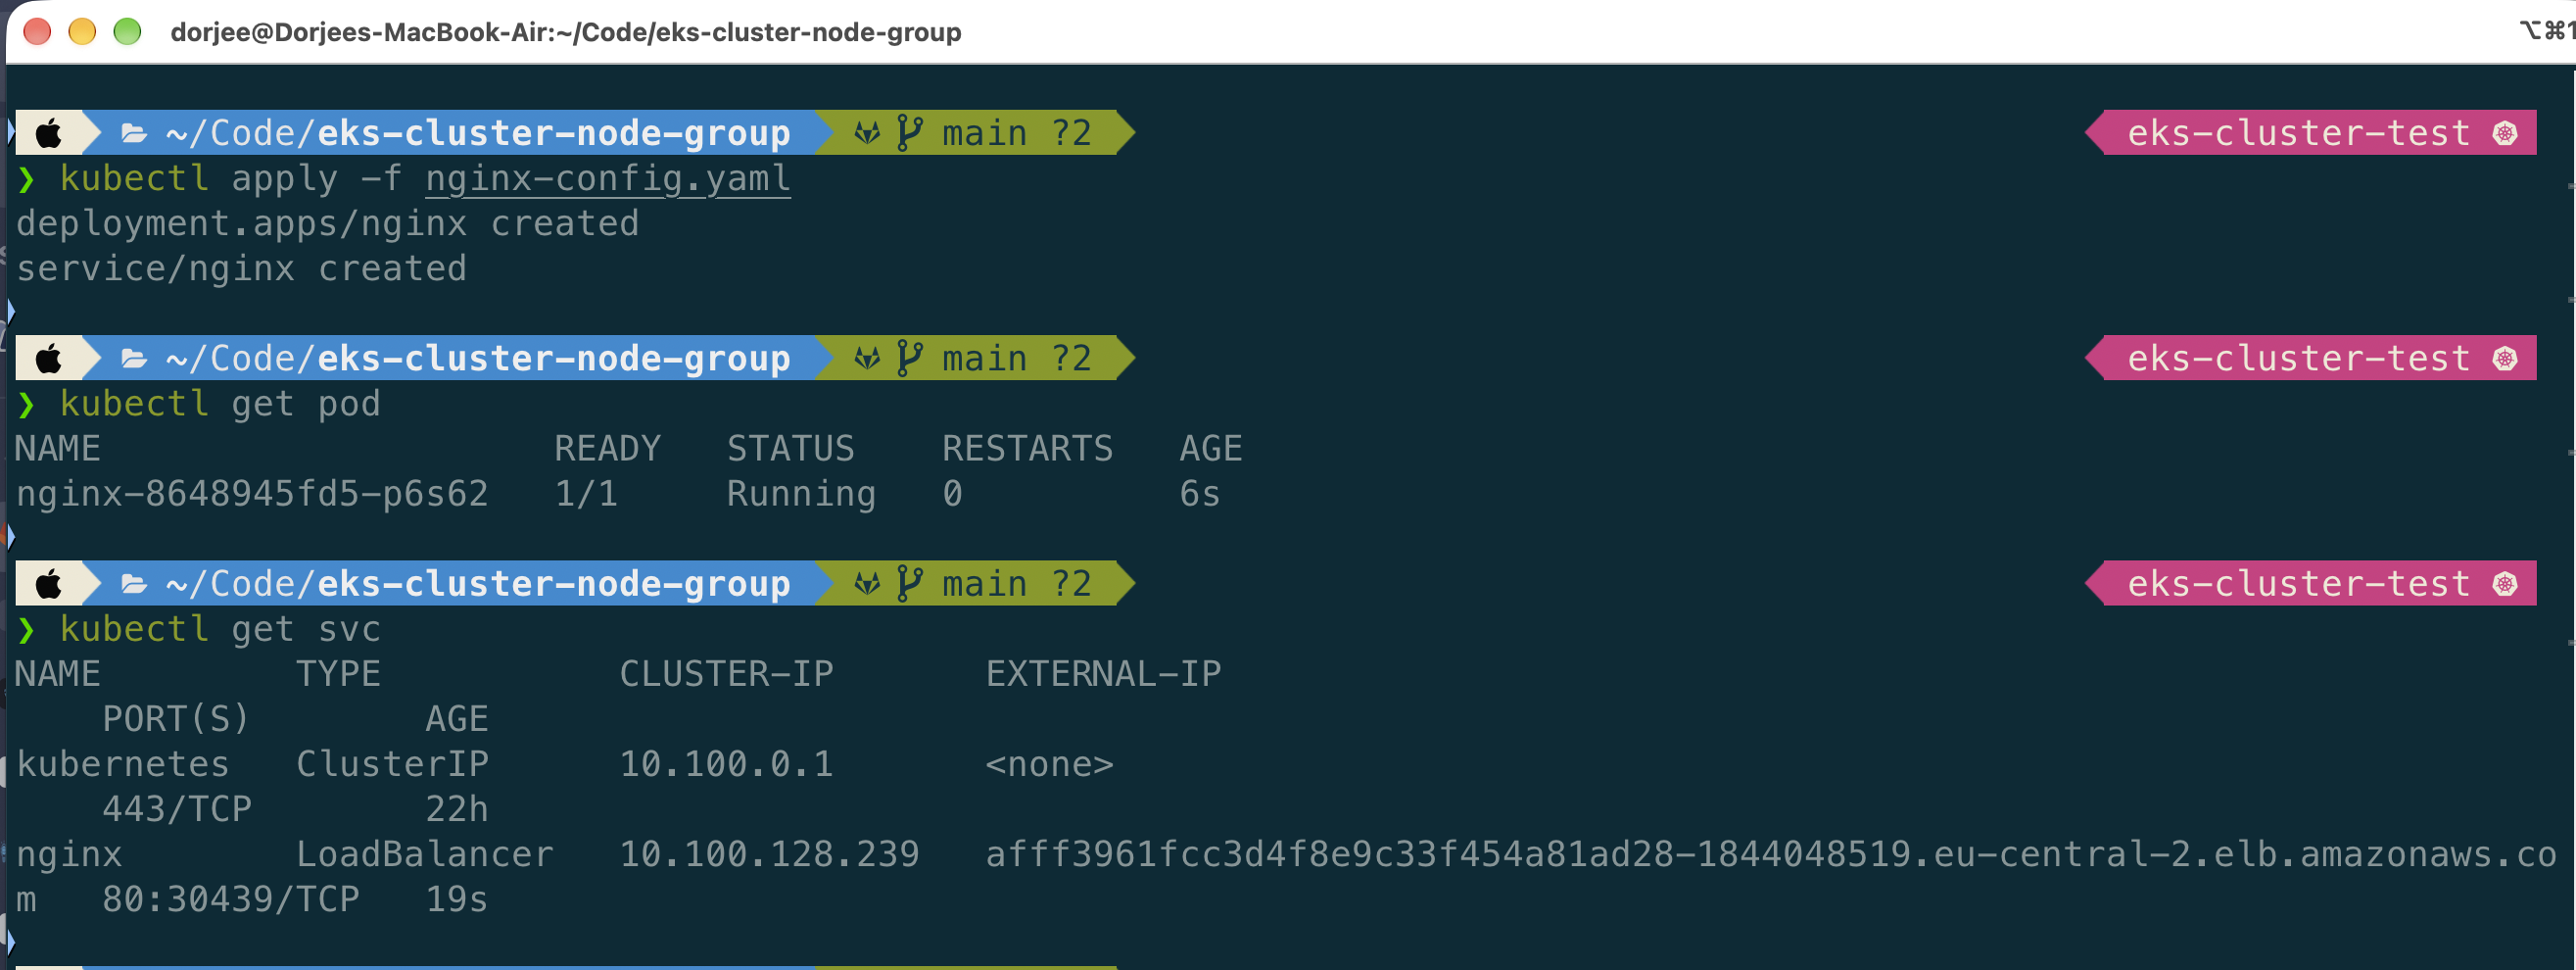 dorjee@Dorjees-MacBook-Air:~/Code/eks-cluster-node-group ⌥⌘1
~/Code/eks-cluster-node-group main ?2 eks-cluster-test
❯ kubectl apply -f nginx-config.yaml
deployment.apps/nginx created
service/nginx created
~/Code/eks-cluster-node-group main ?2 eks-cluster-test
❯ kubectl get pod
NAME READY STATUS RESTARTS AGE
nginx-8648945fd5-p6s62 1/1 Running 0 6s
~/Code/eks-cluster-node-group main ?2 eks-cluster-test
❯ kubectl get svc
NAME TYPE CLUSTER-IP EXTERNAL-IP
PORT(S) AGE
kubernetes ClusterIP 10.100.0.1 <none>
443/TCP 22h
nginx LoadBalancer 10.100.128.239 afff3961fcc3d4f8e9c33f454a81ad28-1844048519.eu-central-2.elb.amazonaws.co
m 80:30439/TCP 19s